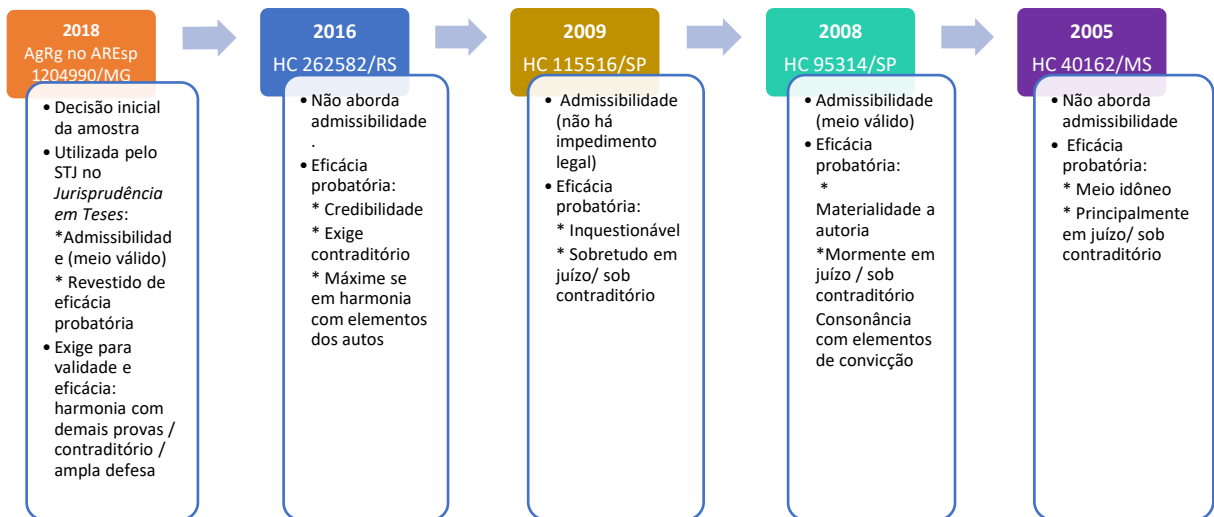 2018
AgRg no AREsp
1204990/MG
• Decisão inicial
da amostra
• Utilizada pelo
STJ no
Jurisprudência
em Teses:
*Admissibilidad
e (meio válido)
* Revestido de
eficácia
probatória
• Exige para
validade e
eficácia:
harmonia com
demais provas /
contraditório /
ampla defesa
2016
HC 262582/RS
• Não aborda
admissibilidade
.
• Eficácia
probatória:
* Credibilidade
* Exige
contraditório
* Máxime se
em harmonia
com elementos
dos autos
2009
HC 115516/SP
• Admissibilidade
(não há
impedimento
legal)
• Eficácia
probatória:
* Inquestionável
* Sobretudo em
juízo/ sob
contraditório
2008
HC 95314/SP
• Admissibilidade
(meio válido)
• Eficácia
probatória:
*
Materialidade a
autoria
*Mormente em
juízo / sob
contraditório
Consonância
com elementos
de convicção
2005
HC 40162/MS
• Não aborda
admissibilidade
• Eficácia
probatória:
* Meio idôneo
* Principalmente
em juízo/ sob
contraditório